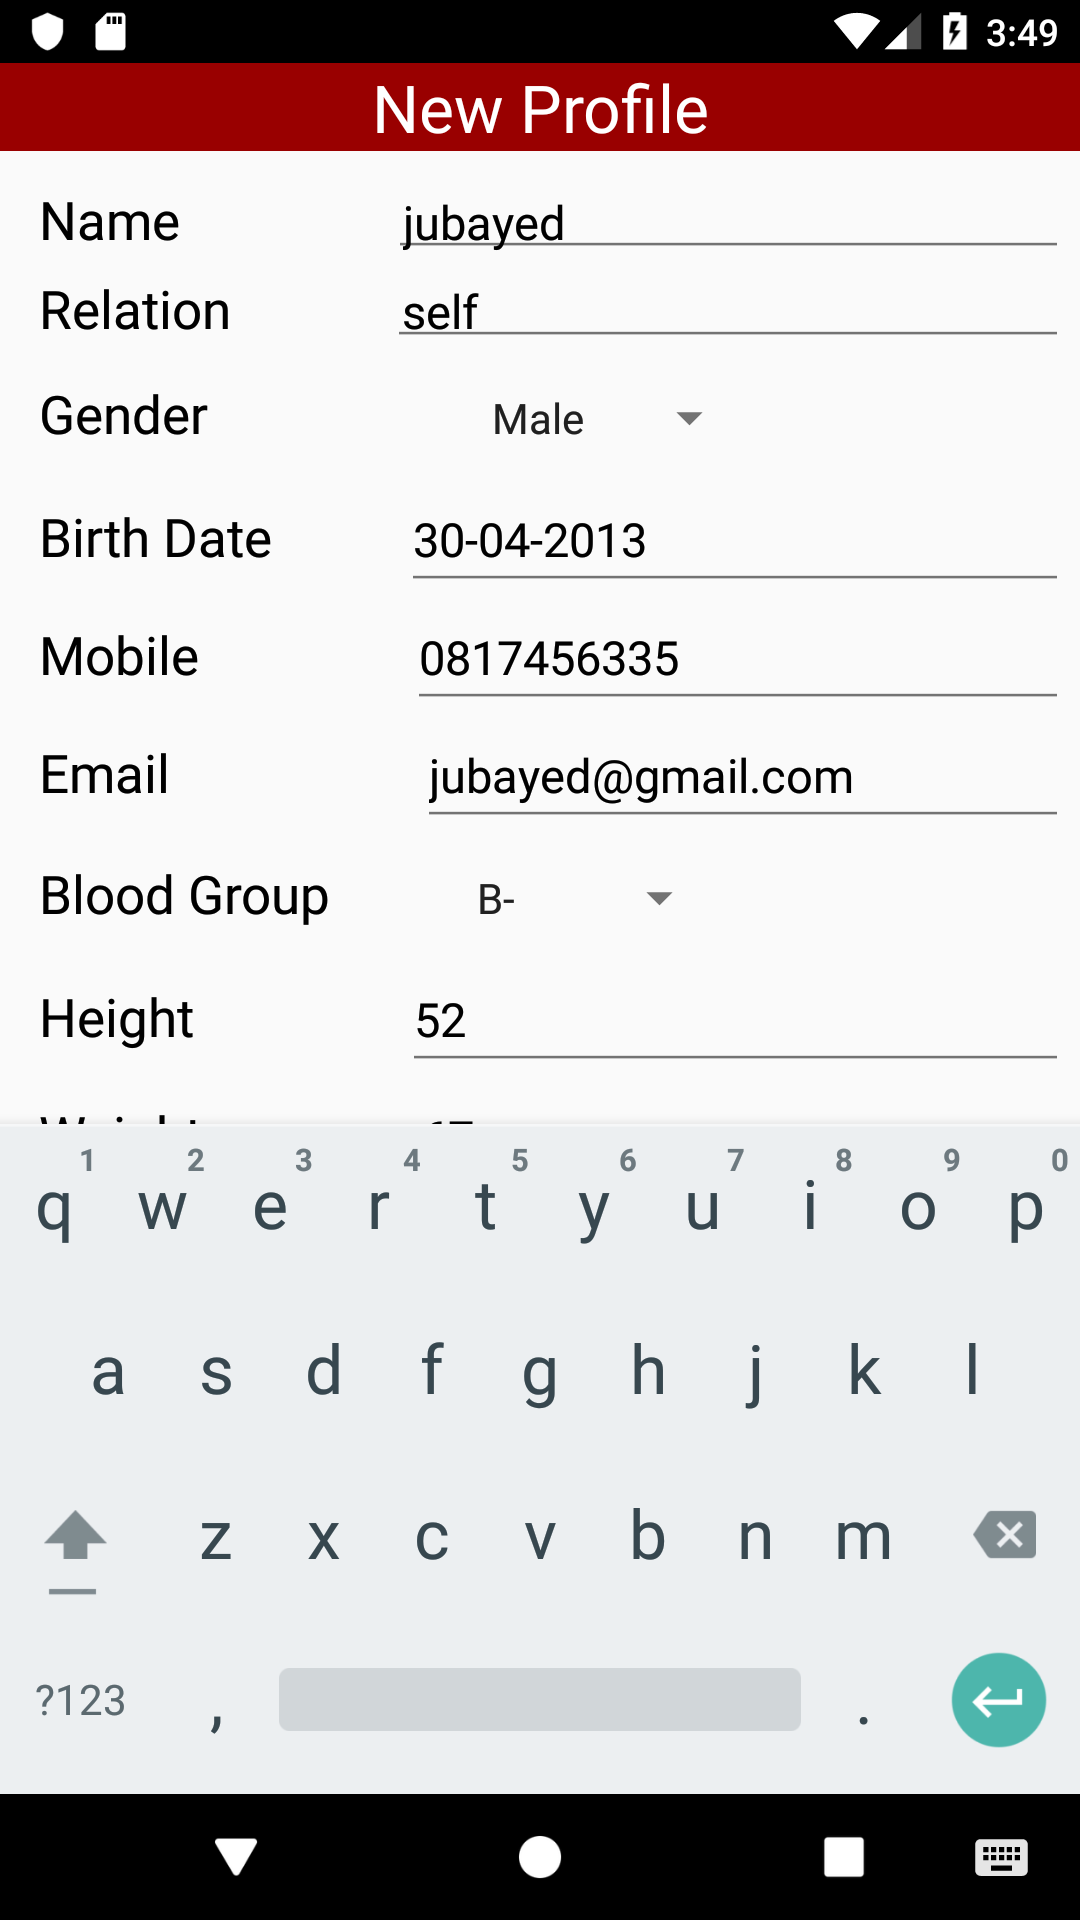 3:49
New Profile
Name jubayed
Relation self
Gender Male
Birth Date 30-04-2013
Mobile 0817456335
Email jubayed@gmail.com
Blood Group B-
Height 52
1 2 3 4 5 6 7 8 9 0
q w e r t y u i o p
a s d f g h j k l
z x c v b n m
?123 , .